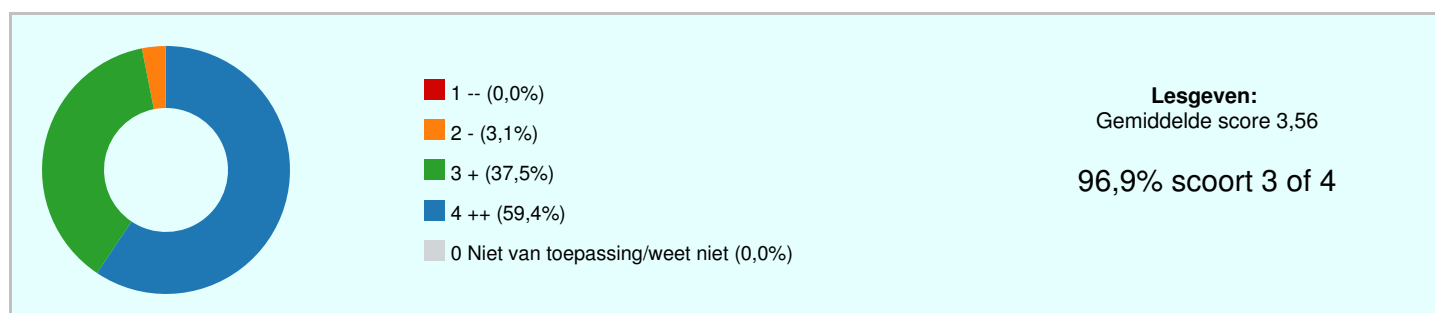 1 -- (0,0%)
2 - (3,1%)
3 + (37,5%)
4 ++ (59,4%)
0 Niet van toepassing/weet niet (0,0%)
Lesgeven:
Gemiddelde score 3,56
96,9% scoort 3 of 4